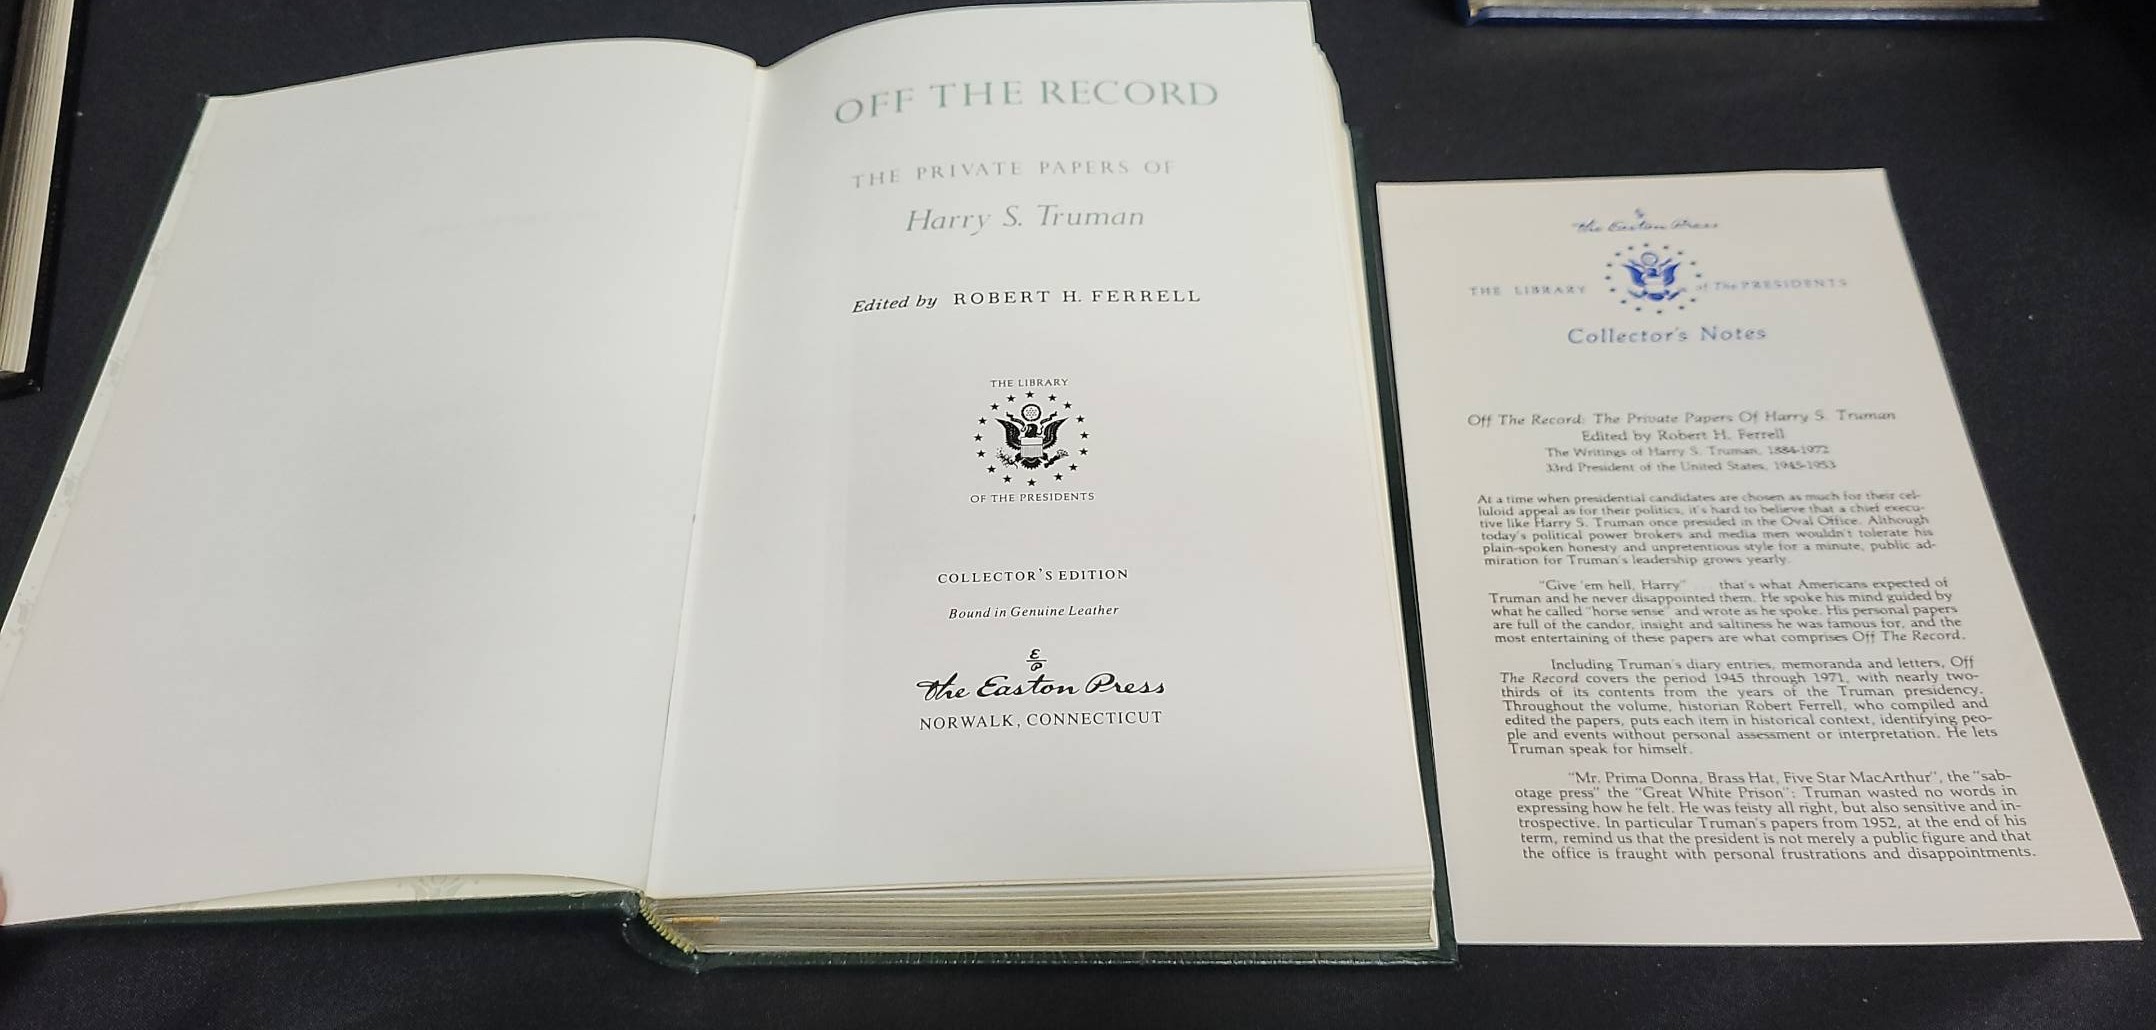 OFF THE RECORD
THE PRIVATE PAPERS OF
Harry S. Truman
Edited by ROBERT H. FERRELL
THE LIBRARY
OF THE PRESIDENTS
COLLECTOR'S EDITION
Bound in Genuine Leather
E
P
The Easton Press
NORWALK, CONNECTICUT
The Easton Press
THE LIBRARY of The PRESIDENTS
Collector's Notes
Off The Record: The Private Papers Of Harry S. Truman
Edited by Robert H. Ferrell
The Writings of Harry S. Truman, 1884-1972
33rd President of the United States, 1945-1953
At a time when presidential candidates are chosen as much for their cel-
luloid appeal as for their politics, it's hard to believe that a chief execu-
tive like Harry S. Truman once presided in the Oval Office. Although
today's political power brokers and media men wouldn't tolerate his
plain-spoken honesty and unpretentious style for a minute, public ad-
miration for Truman's leadership grows yearly.
"Give 'em hell, Harry" . . . that's what Americans expected of
Truman and he never disappointed them. He spoke his mind guided by
what he called "horse sense" and wrote as he spoke. His personal papers
are full of the candor, insight and saltiness he was famous for, and the
most entertaining of these papers are what comprises Off The Record.
Including Truman's diary entries, memoranda and letters, Off
The Record covers the period 1945 through 1971, with nearly two-
thirds of its contents from the years of the Truman presidency.
Throughout the volume, historian Robert Ferrell, who compiled and
edited the papers, puts each item in historical context, identifying peo-
ple and events without personal assessment or interpretation. He lets
Truman speak for himself.
"Mr. Prima Donna, Brass Hat, Five Star MacArthur", the "sab-
otage press" the "Great White Prison": Truman wasted no words in
expressing how he felt. He was feisty all right, but also sensitive and in-
trospective. In particular Truman's papers from 1952, at the end of his
term, remind us that the president is not merely a public figure and that
the office is fraught with personal frustrations and disappointments.